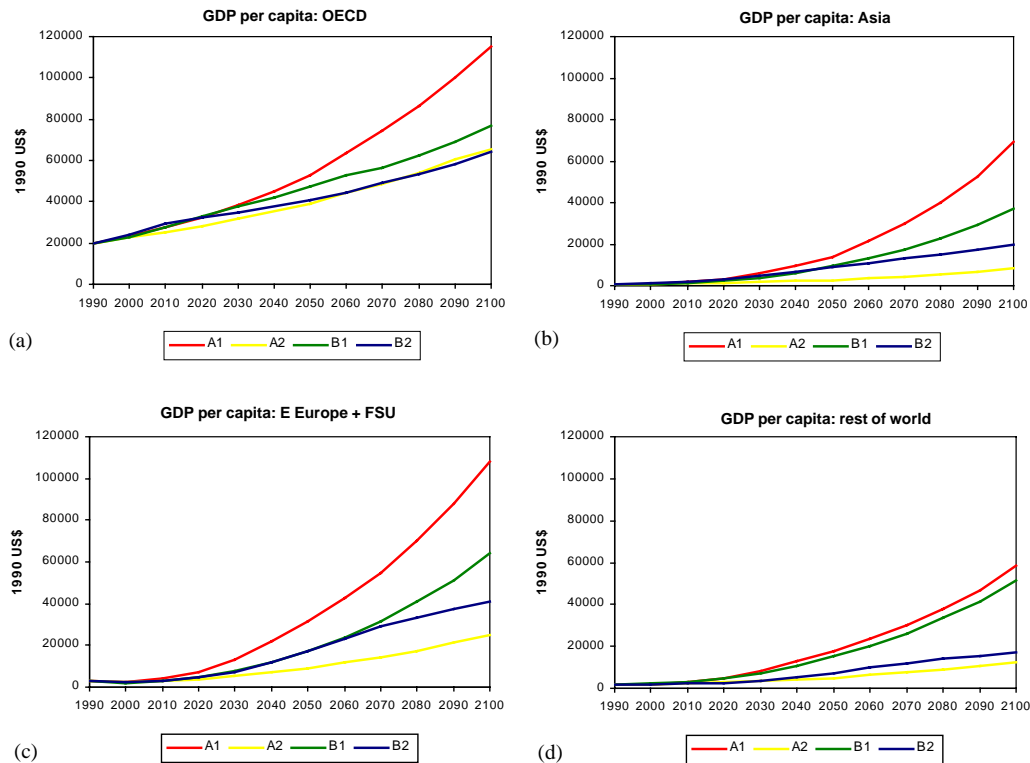 GDP per capita: OECD
120000
100000
80000
60000
40000
20000
0
1990 US$
1990 2000 2010 2020 2030 2040 2050 2060 2070 2080 2090 2100
(a)
A1 A2 B1 B2
GDP per capita: Asia
120000
100000
80000
60000
40000
20000
0
1990 US$
1990 2000 2010 2020 2030 2040 2050 2060 2070 2080 2090 2100
(b)
A1 A2 B1 B2
GDP per capita: E Europe + FSU
120000
100000
80000
60000
40000
20000
0
1990 US$
1990 2000 2010 2020 2030 2040 2050 2060 2070 2080 2090 2100
(c)
A1 A2 B1 B2
GDP per capita: rest of world
120000
100000
80000
60000
40000
20000
0
1990 US$
1990 2000 2010 2020 2030 2040 2050 2060 2070 2080 2090 2100
(d)
A1 A2 B1 B2